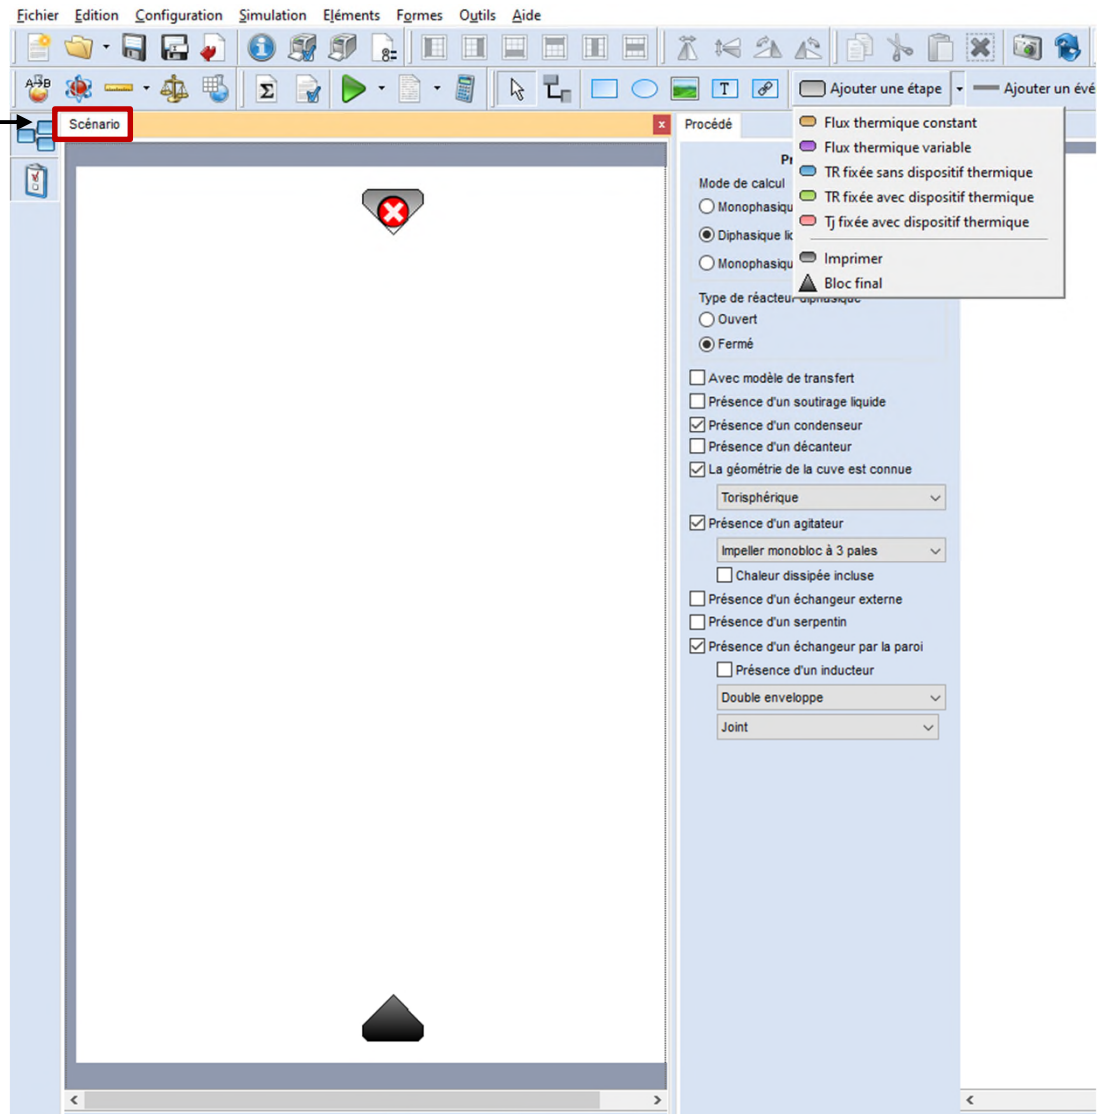 Fichier Edition Configuration Simulation Eléments Formes Outils Aide
Ajouter une étape
Ajouter un évé
Scénario
Procédé
Flux thermique constant
Flux thermique variable
TR fixée sans dispositif thermique
TR fixée avec dispositif thermique
Tj fixée avec dispositif thermique
Imprimer
Bloc final
Pr
Mode de calcul
Monophasiqu
Diphasique lic
Monophasiqu
Type de réacteur diphasique
Ouvert
Fermé
Avec modèle de transfert
Présence d'un soutirage liquide
Présence d'un condenseur
Présence d'un décanteur
La géométrie de la cuve est connue
Torisphérique
Présence d'un agitateur
Impeller monobloc à 3 pales
Chaleur dissipée incluse
Présence d'un échangeur externe
Présence d'un serpentin
Présence d'un échangeur par la paroi
Présence d'un inducteur
Double enveloppe
Joint